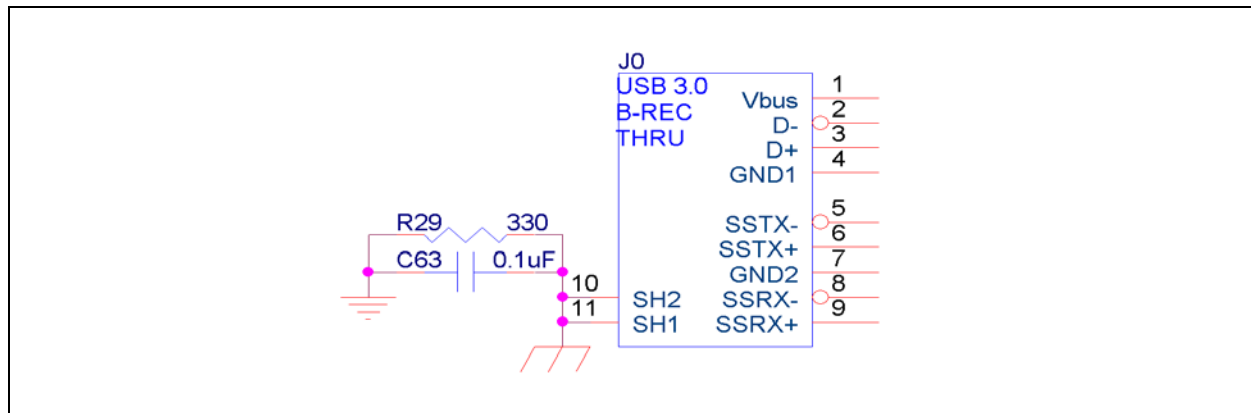 J0
USB 3.0
B-REC
THRU
Vbus 1
D- 2
D+ 3
GND1 4
SSTX- 5
SSTX+ 6
GND2 7
SSRX- 8
SSRX+ 9
R29 330
C63 0.1uF
10 SH2
11 SH1